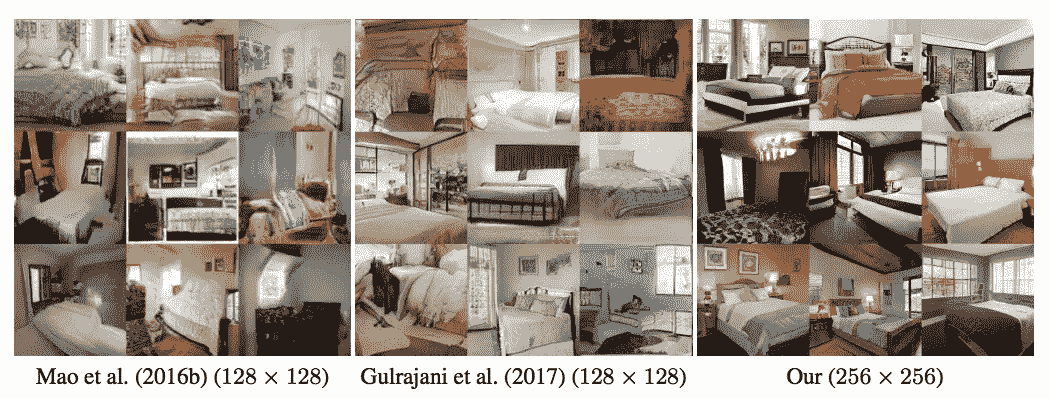 Mao et al. (2016b) (128 × 128) Gulrajani et al. (2017) (128 × 128) Our (256 × 256)